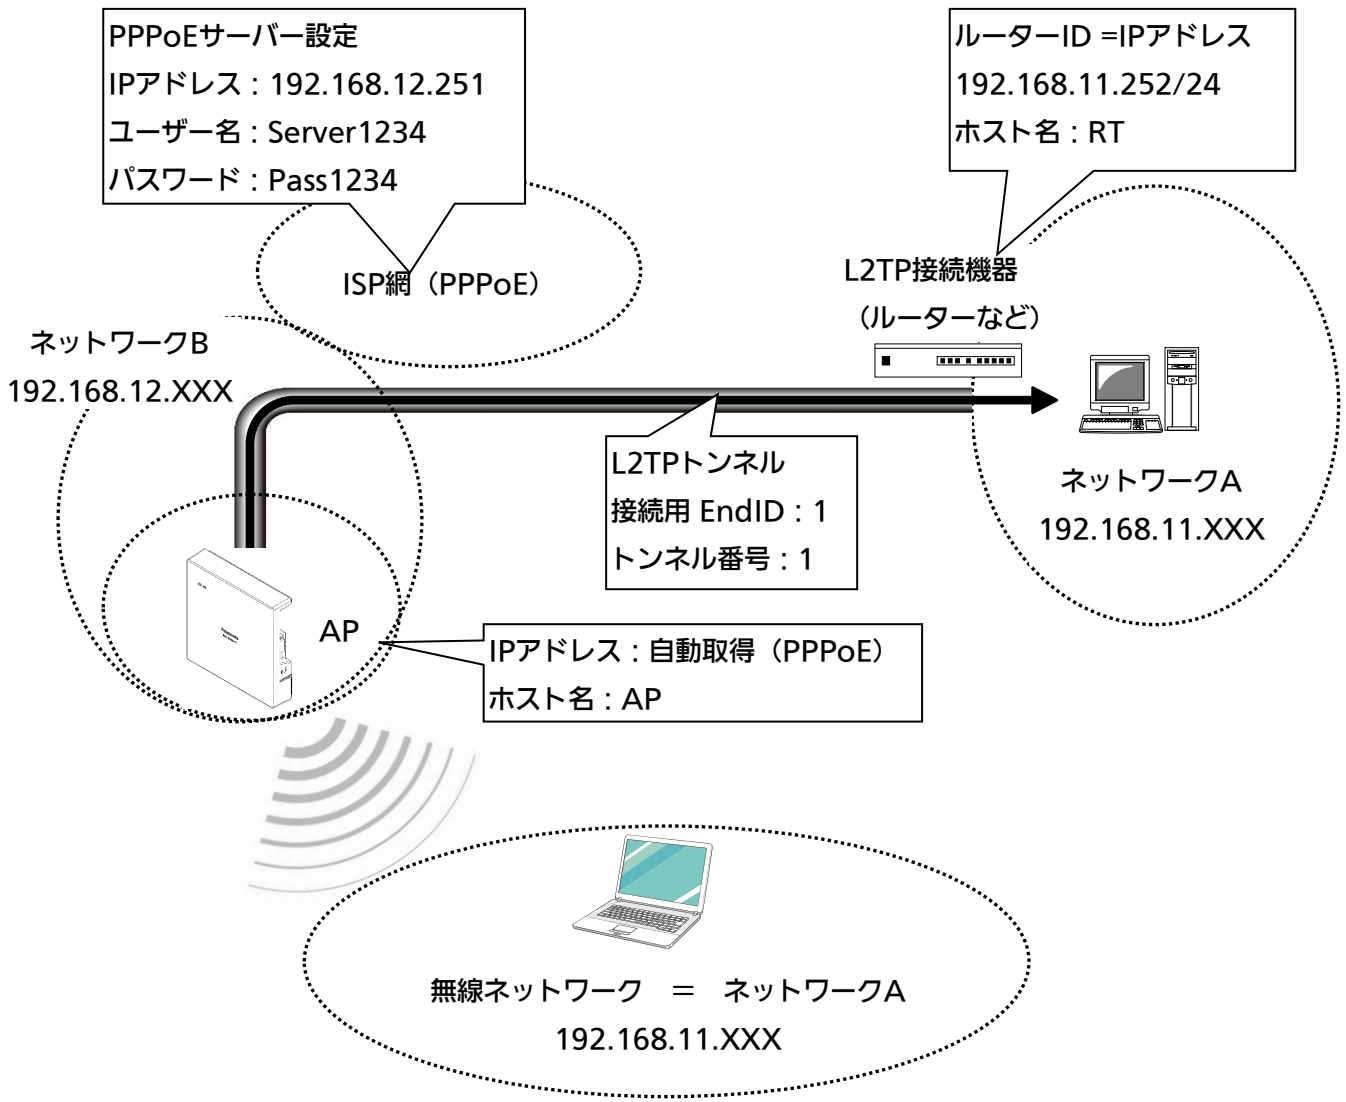 PPPoEサーバー設定
IPアドレス：192.168.12.251
ユーザー名：Server1234
パスワード：Pass1234
ルーターID =IPアドレス
192.168.11.252/24
ホスト名：RT
ISP網（PPPoE）
L2TP接続機器
（ルーターなど）
ネットワークB
192.168.12.XXX
L2TPトンネル
接続用 EndID：1
トンネル番号：1
ネットワークA
192.168.11.XXX
AP
IPアドレス：自動取得（PPPoE）
ホスト名：AP
無線ネットワーク　＝　ネットワークA
192.168.11.XXX